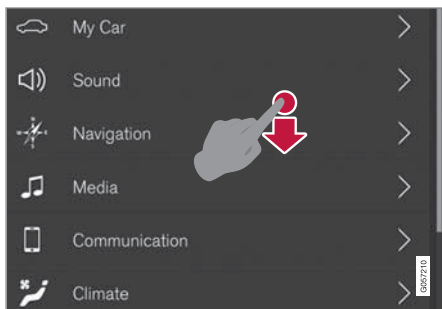 My Car
Sound
Navigation
Media
Communication
Climate
G057210